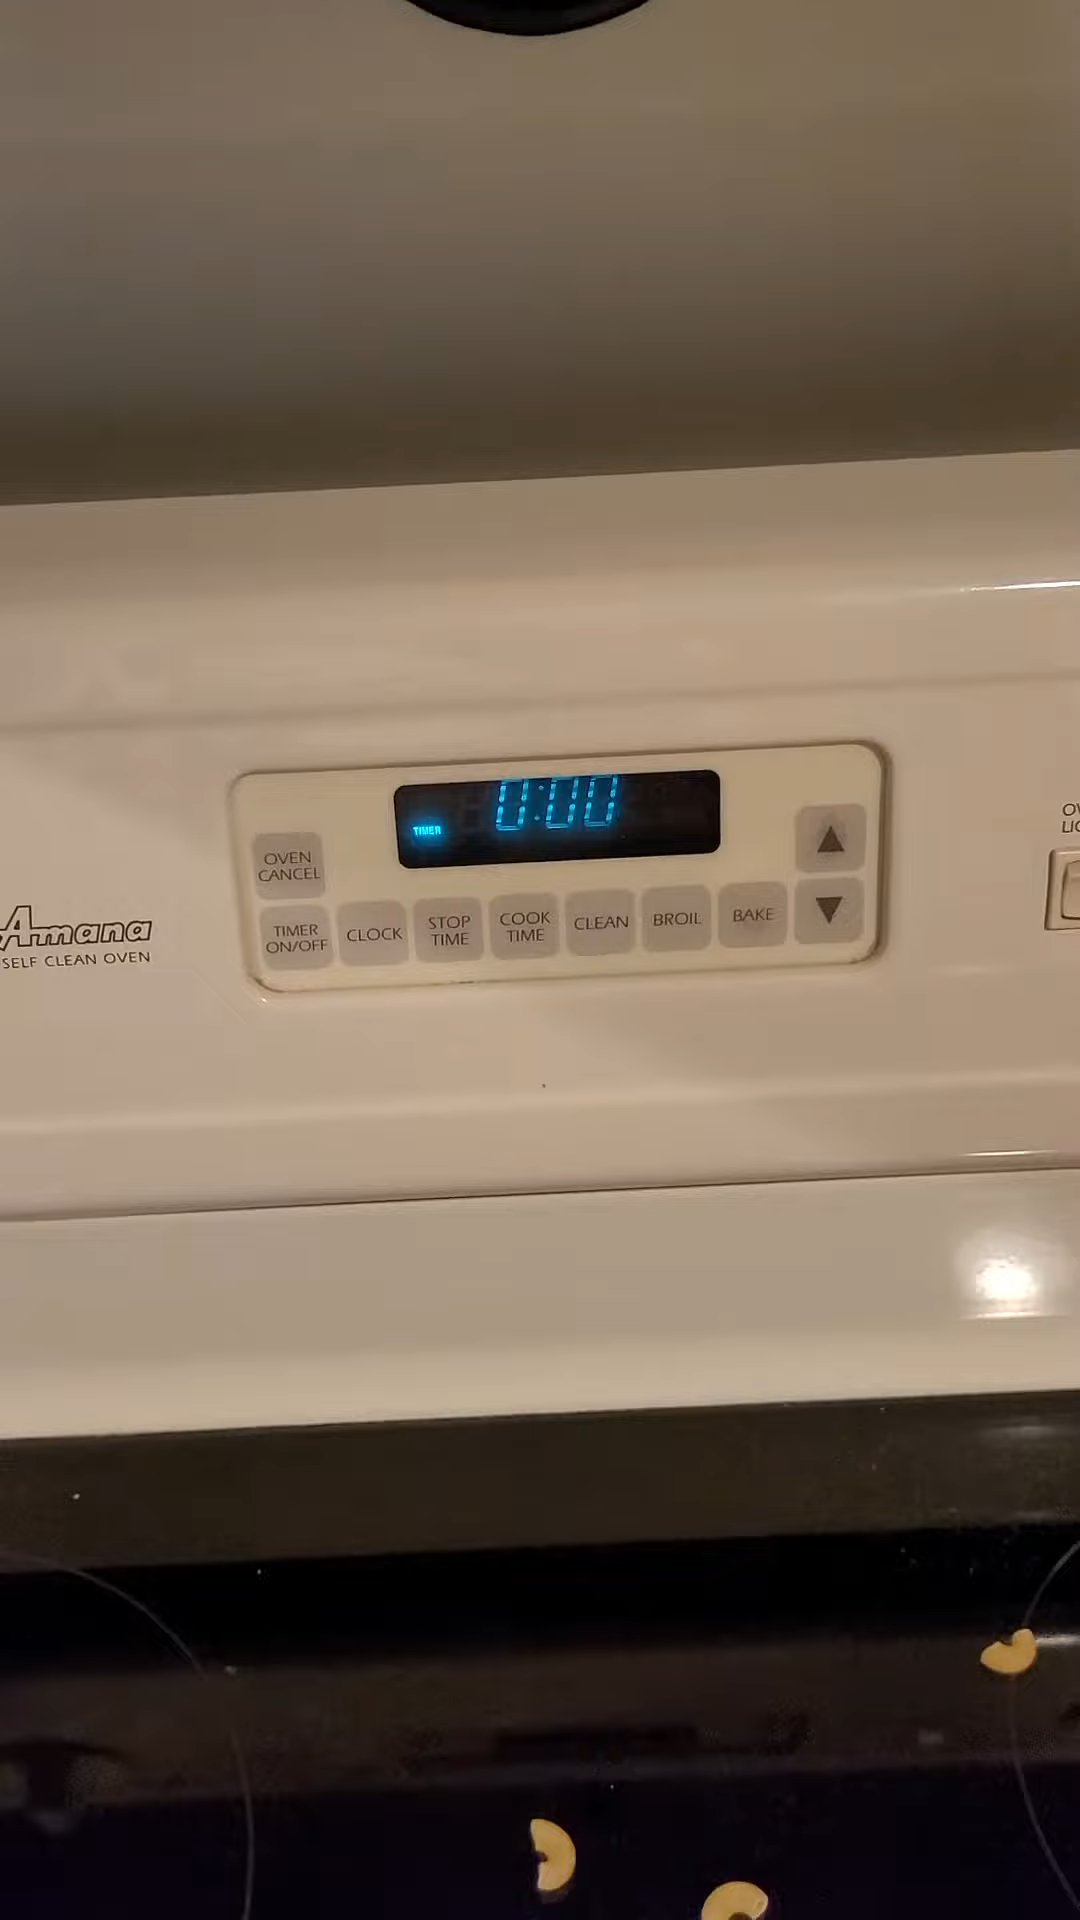 0:00
TIMER
OVEN
CANCEL
TIMER
ON/OFF
CLOCK
STOP
TIME
COOK
TIME
CLEAN
BROIL
BAKE
Amana
SELF CLEAN OVEN